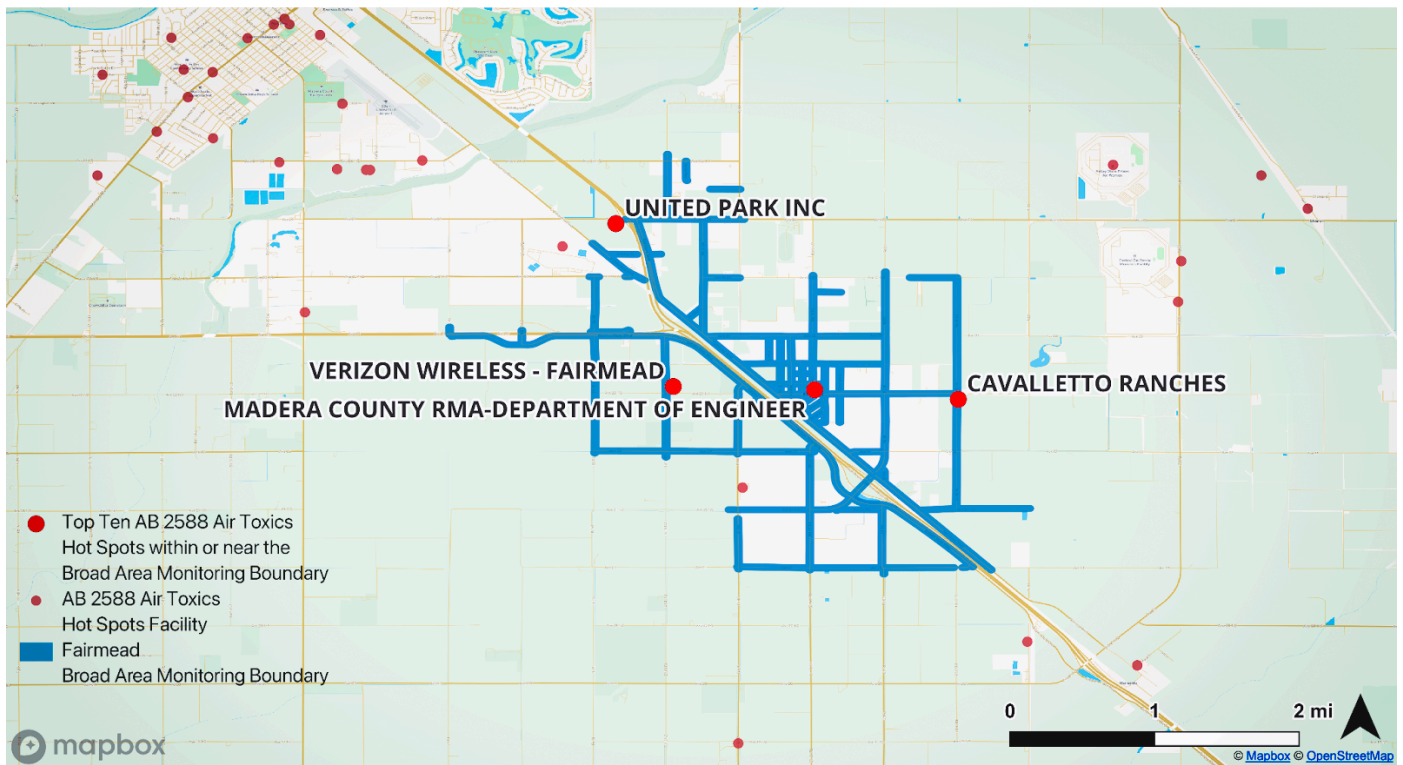 UNITED PARK INC
VERIZON WIRELESS - FAIRMEAD
CAVALLETTO RANCHES
MADERA COUNTY RMA-DEPARTMENT OF ENGINEER
Top Ten AB 2588 Air Toxics
Hot Spots within or near the
Broad Area Monitoring Boundary
AB 2588 Air Toxics
Hot Spots Facility
Fairmead
Broad Area Monitoring Boundary
0 1 2 mi
mapbox
© Mapbox © OpenStreetMap